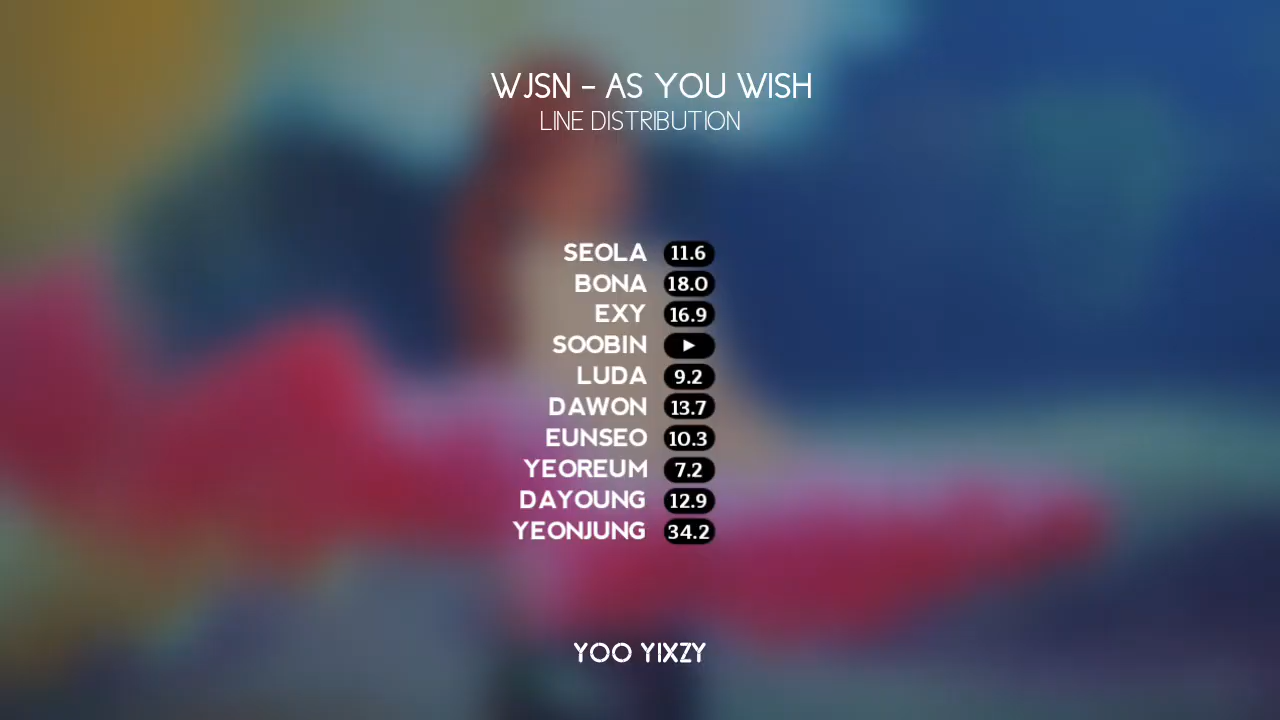 WJSN - AS YOU WISH
LINE DISTRIBUTION
SEOLA 11.6
BONA 18.0
EXY 16.9
SOOBIN ▶
LUDA 9.2
DAWON 13.7
EUNSEO 10.3
YEOREUM 7.2
DAYOUNG 12.9
YEONJUNG 34.2
YOO YIXZY